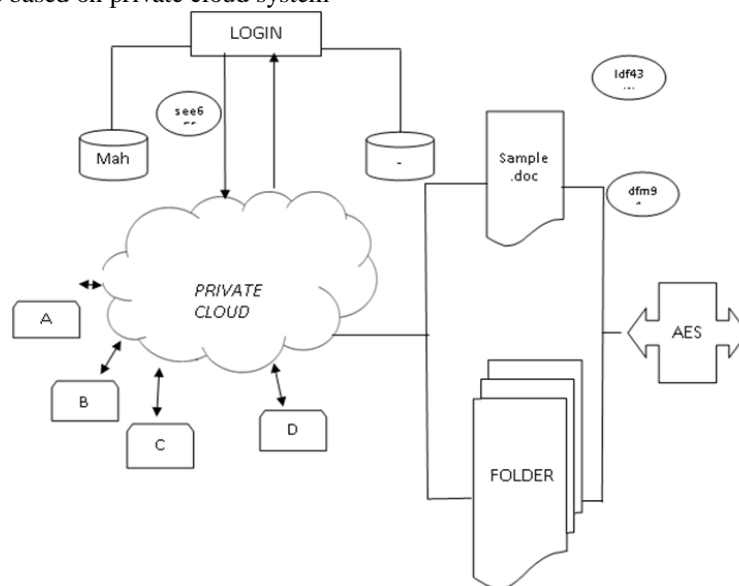 based on private cloud system
LOGIN
ldf43
...
see6
Mah
-
Sample
.doc
dfm9
PRIVATE
CLOUD
A
AES
B
C
D
FOLDER